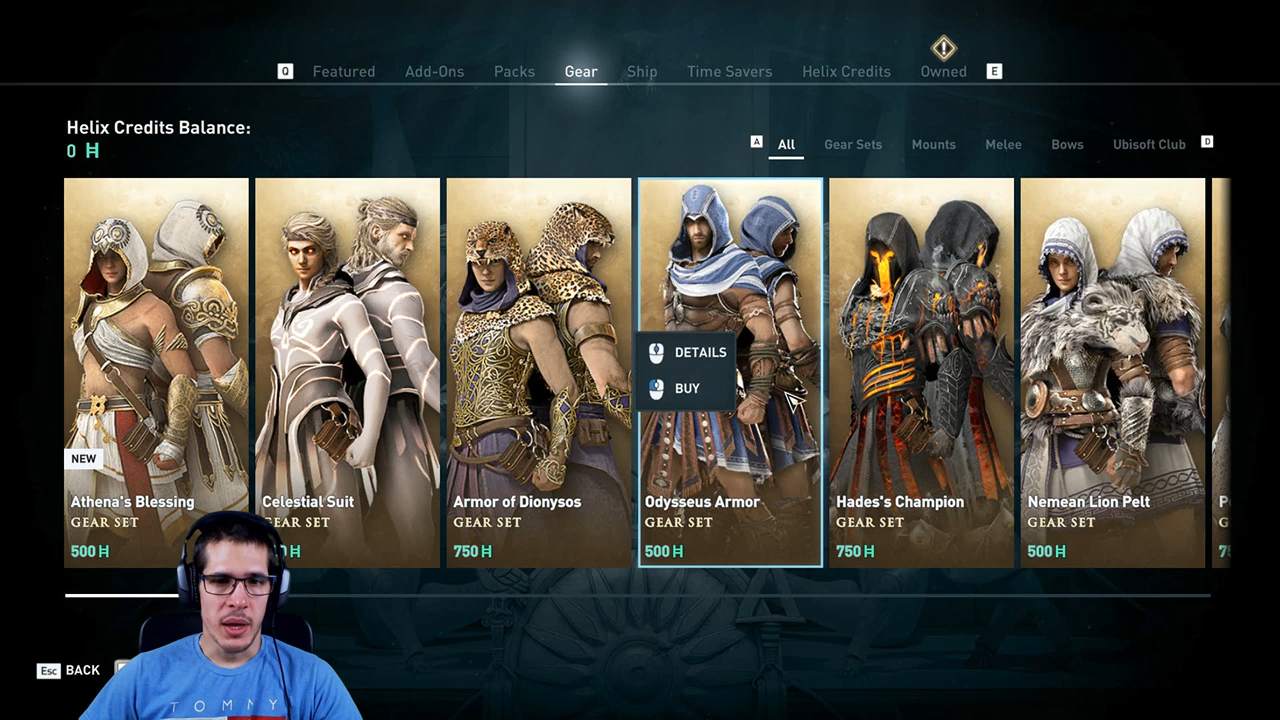 Q Featured Add-Ons Packs Gear Ship Time Savers Helix Credits Owned E
Helix Credits Balance:
0 H
A All Gear Sets Mounts Melee Bows Ubisoft Club D
DETAILS
BUY
NEW
Athena's Blessing
GEAR SET
500 H
Celestial Suit
GEAR SET
Armor of Dionysos
GEAR SET
750 H
Odysseus Armor
GEAR SET
500 H
Hades's Champion
GEAR SET
750 H
Nemean Lion Pelt
GEAR SET
500 H
Esc BACK
TOMMY